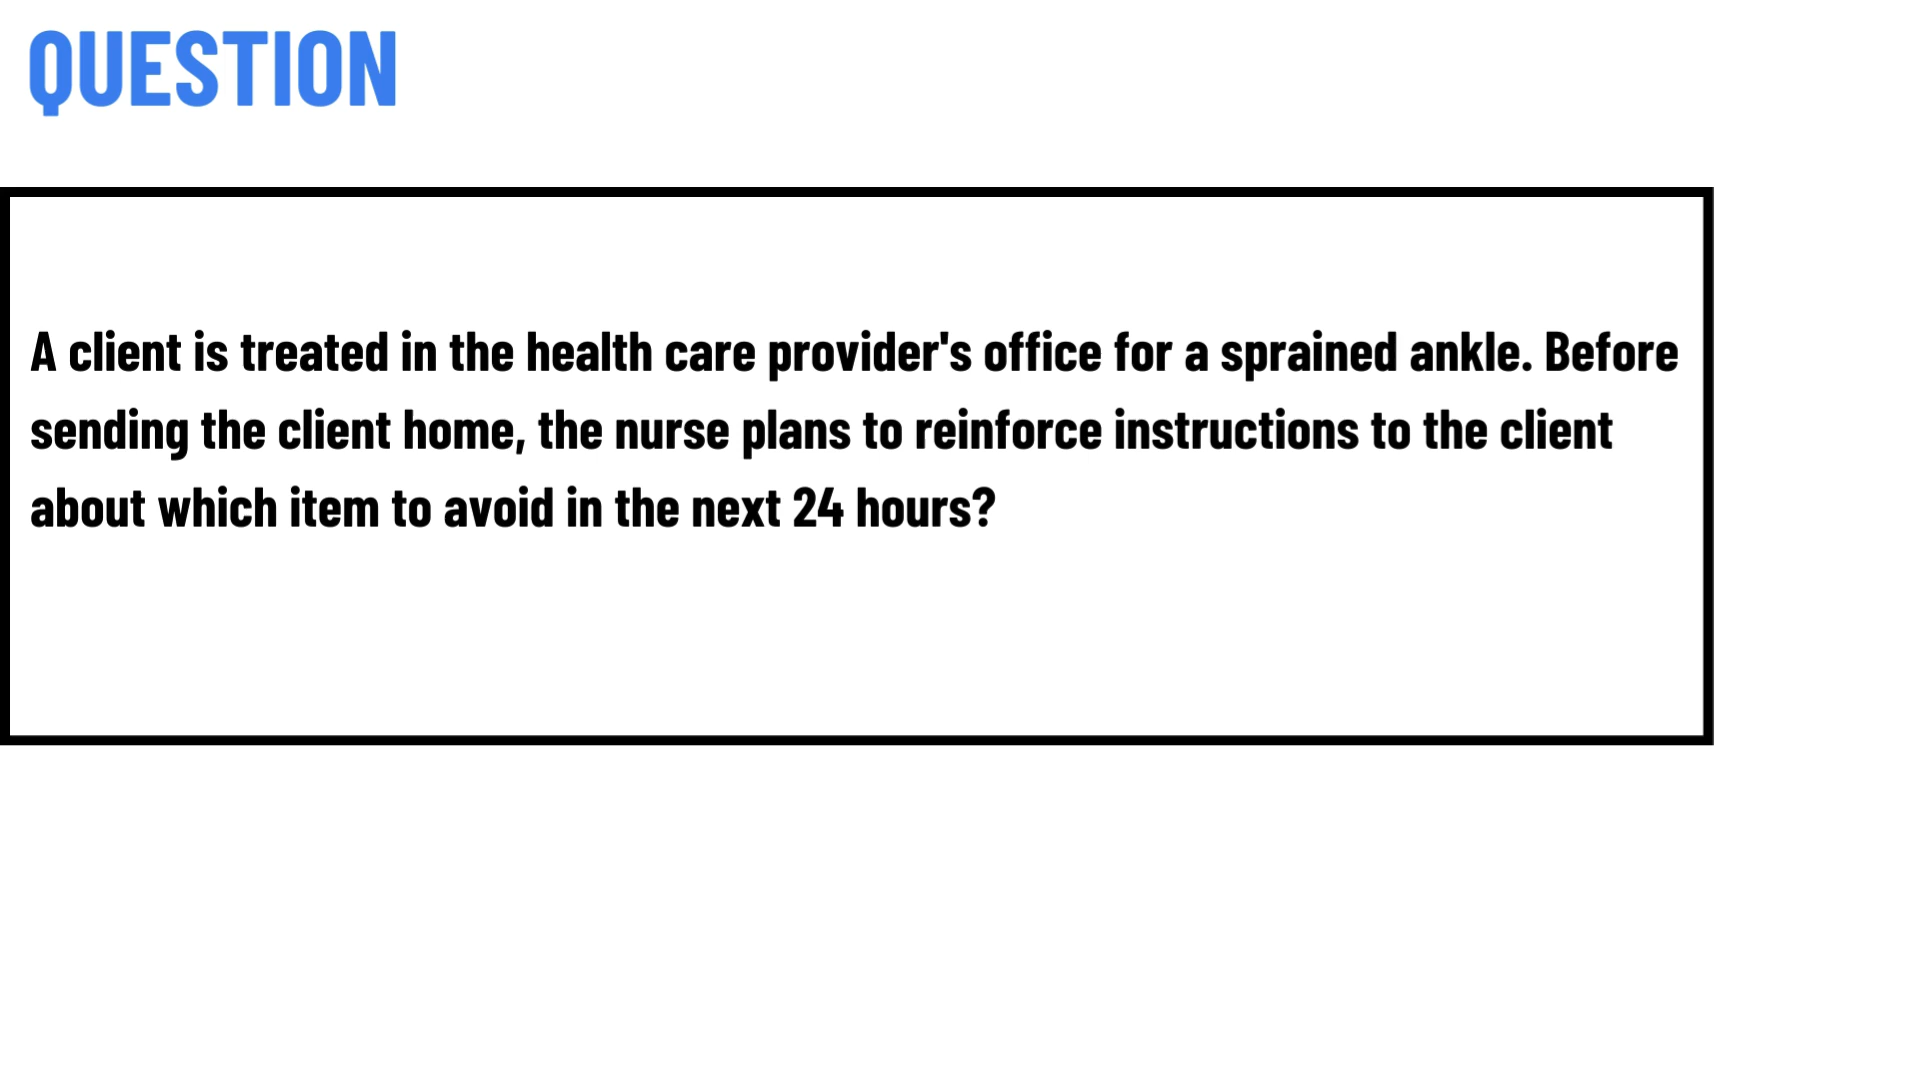 QUESTION
A client is treated in the health care provider's office for a sprained ankle. Before
sending the client home, the nurse plans to reinforce instructions to the client
about which item to avoid in the next 24 hours?